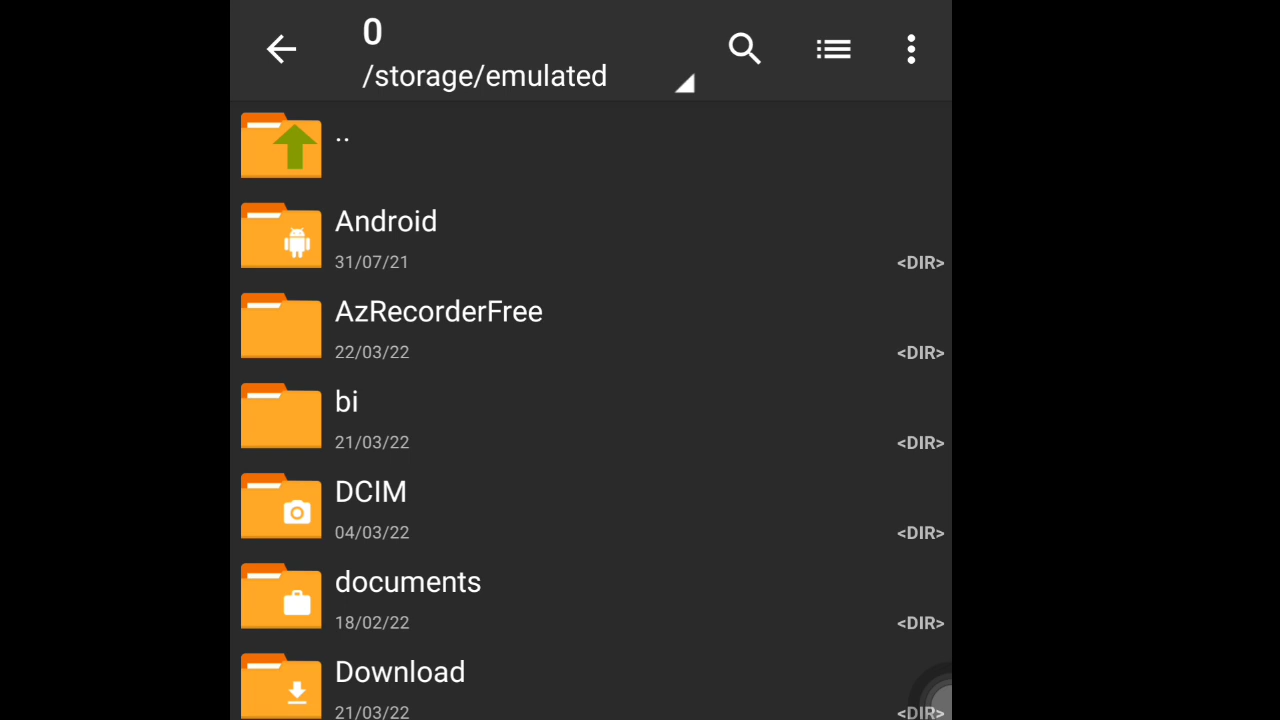 0
/storage/emulated
..
Android
31/07/21
<DIR>
AzRecorderFree
22/03/22
<DIR>
bi
21/03/22
<DIR>
DCIM
04/03/22
<DIR>
documents
18/02/22
<DIR>
Download
21/03/22
<DIR>